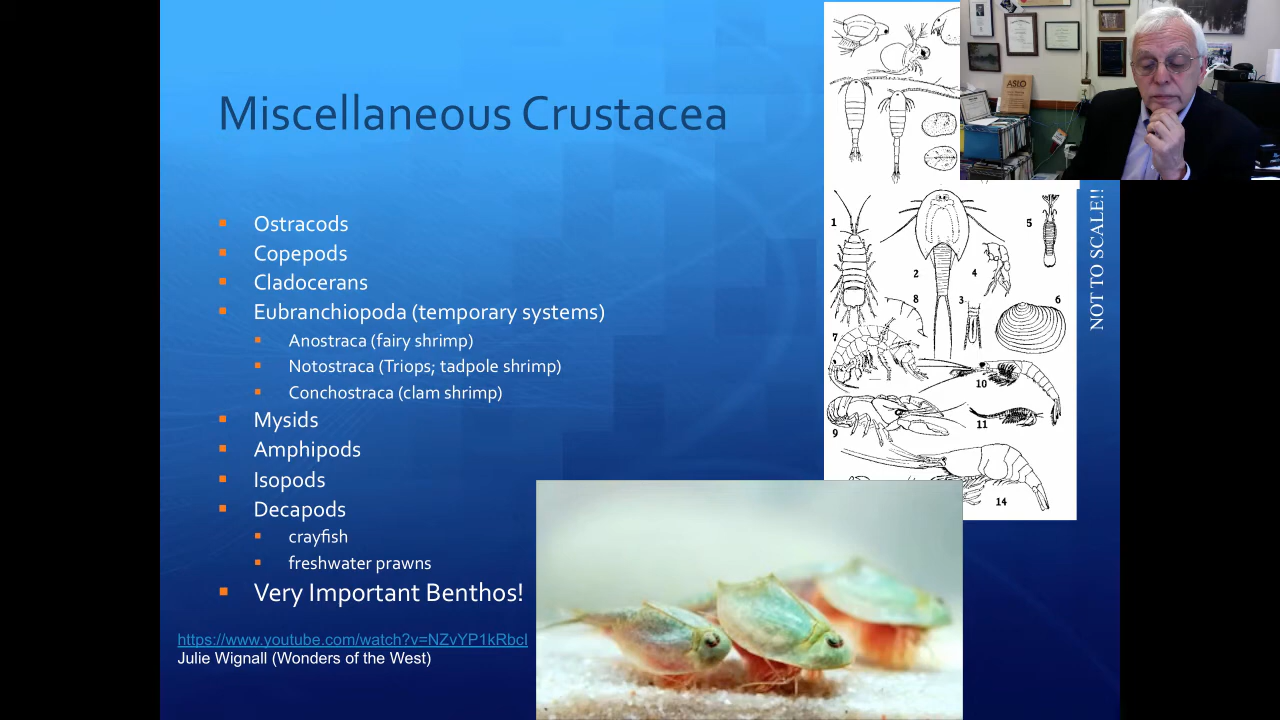 Miscellaneous Crustacea
Ostracods
Copepods
Cladocerans
Eubranchiopoda (temporary systems)
Anostraca (fairy shrimp)
Notostraca (Triops; tadpole shrimp)
Conchostraca (clam shrimp)
Mysids
Amphipods
Isopods
Decapods
crayfish
freshwater prawns
Very Important Benthos!
https://www.youtube.com/watch?v=NZvYP1kRbcI
Julie Wignall (Wonders of the West)
1
2
3
4
5
6
7
8
9
10
11
14
NOT TO SCALE!!
ASLO